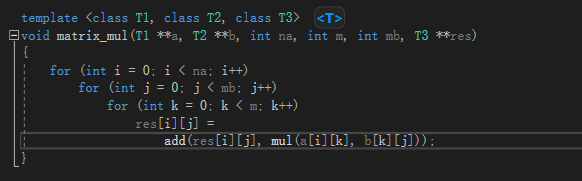 template <class T1, class T2, class T3> <T>
void matrix_mul(T1 **a, T2 **b, int na, int m, int mb, T3 **res)
{
for (int i = 0; i < na; i++)
for (int j = 0; j < mb; j++)
for (int k = 0; k < m; k++)
res[i][j] =
add(res[i][j], mul(a[i][k], b[k][j]));
}